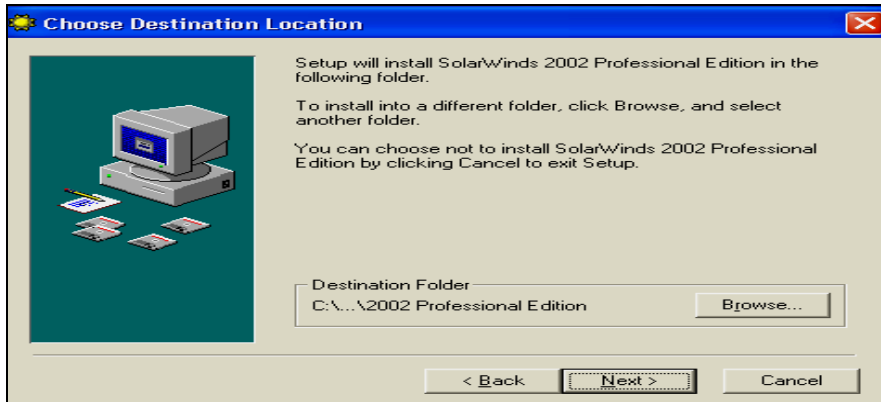 Choose Destination Location
Setup will install SolarWinds 2002 Professional Edition in the
following folder.
To install into a different folder, click Browse, and select
another folder.
You can choose not to install SolarWinds 2002 Professional
Edition by clicking Cancel to exit Setup.
Destination Folder
C:\...\2002 Professional Edition
Browse...
< Back
Next >
Cancel